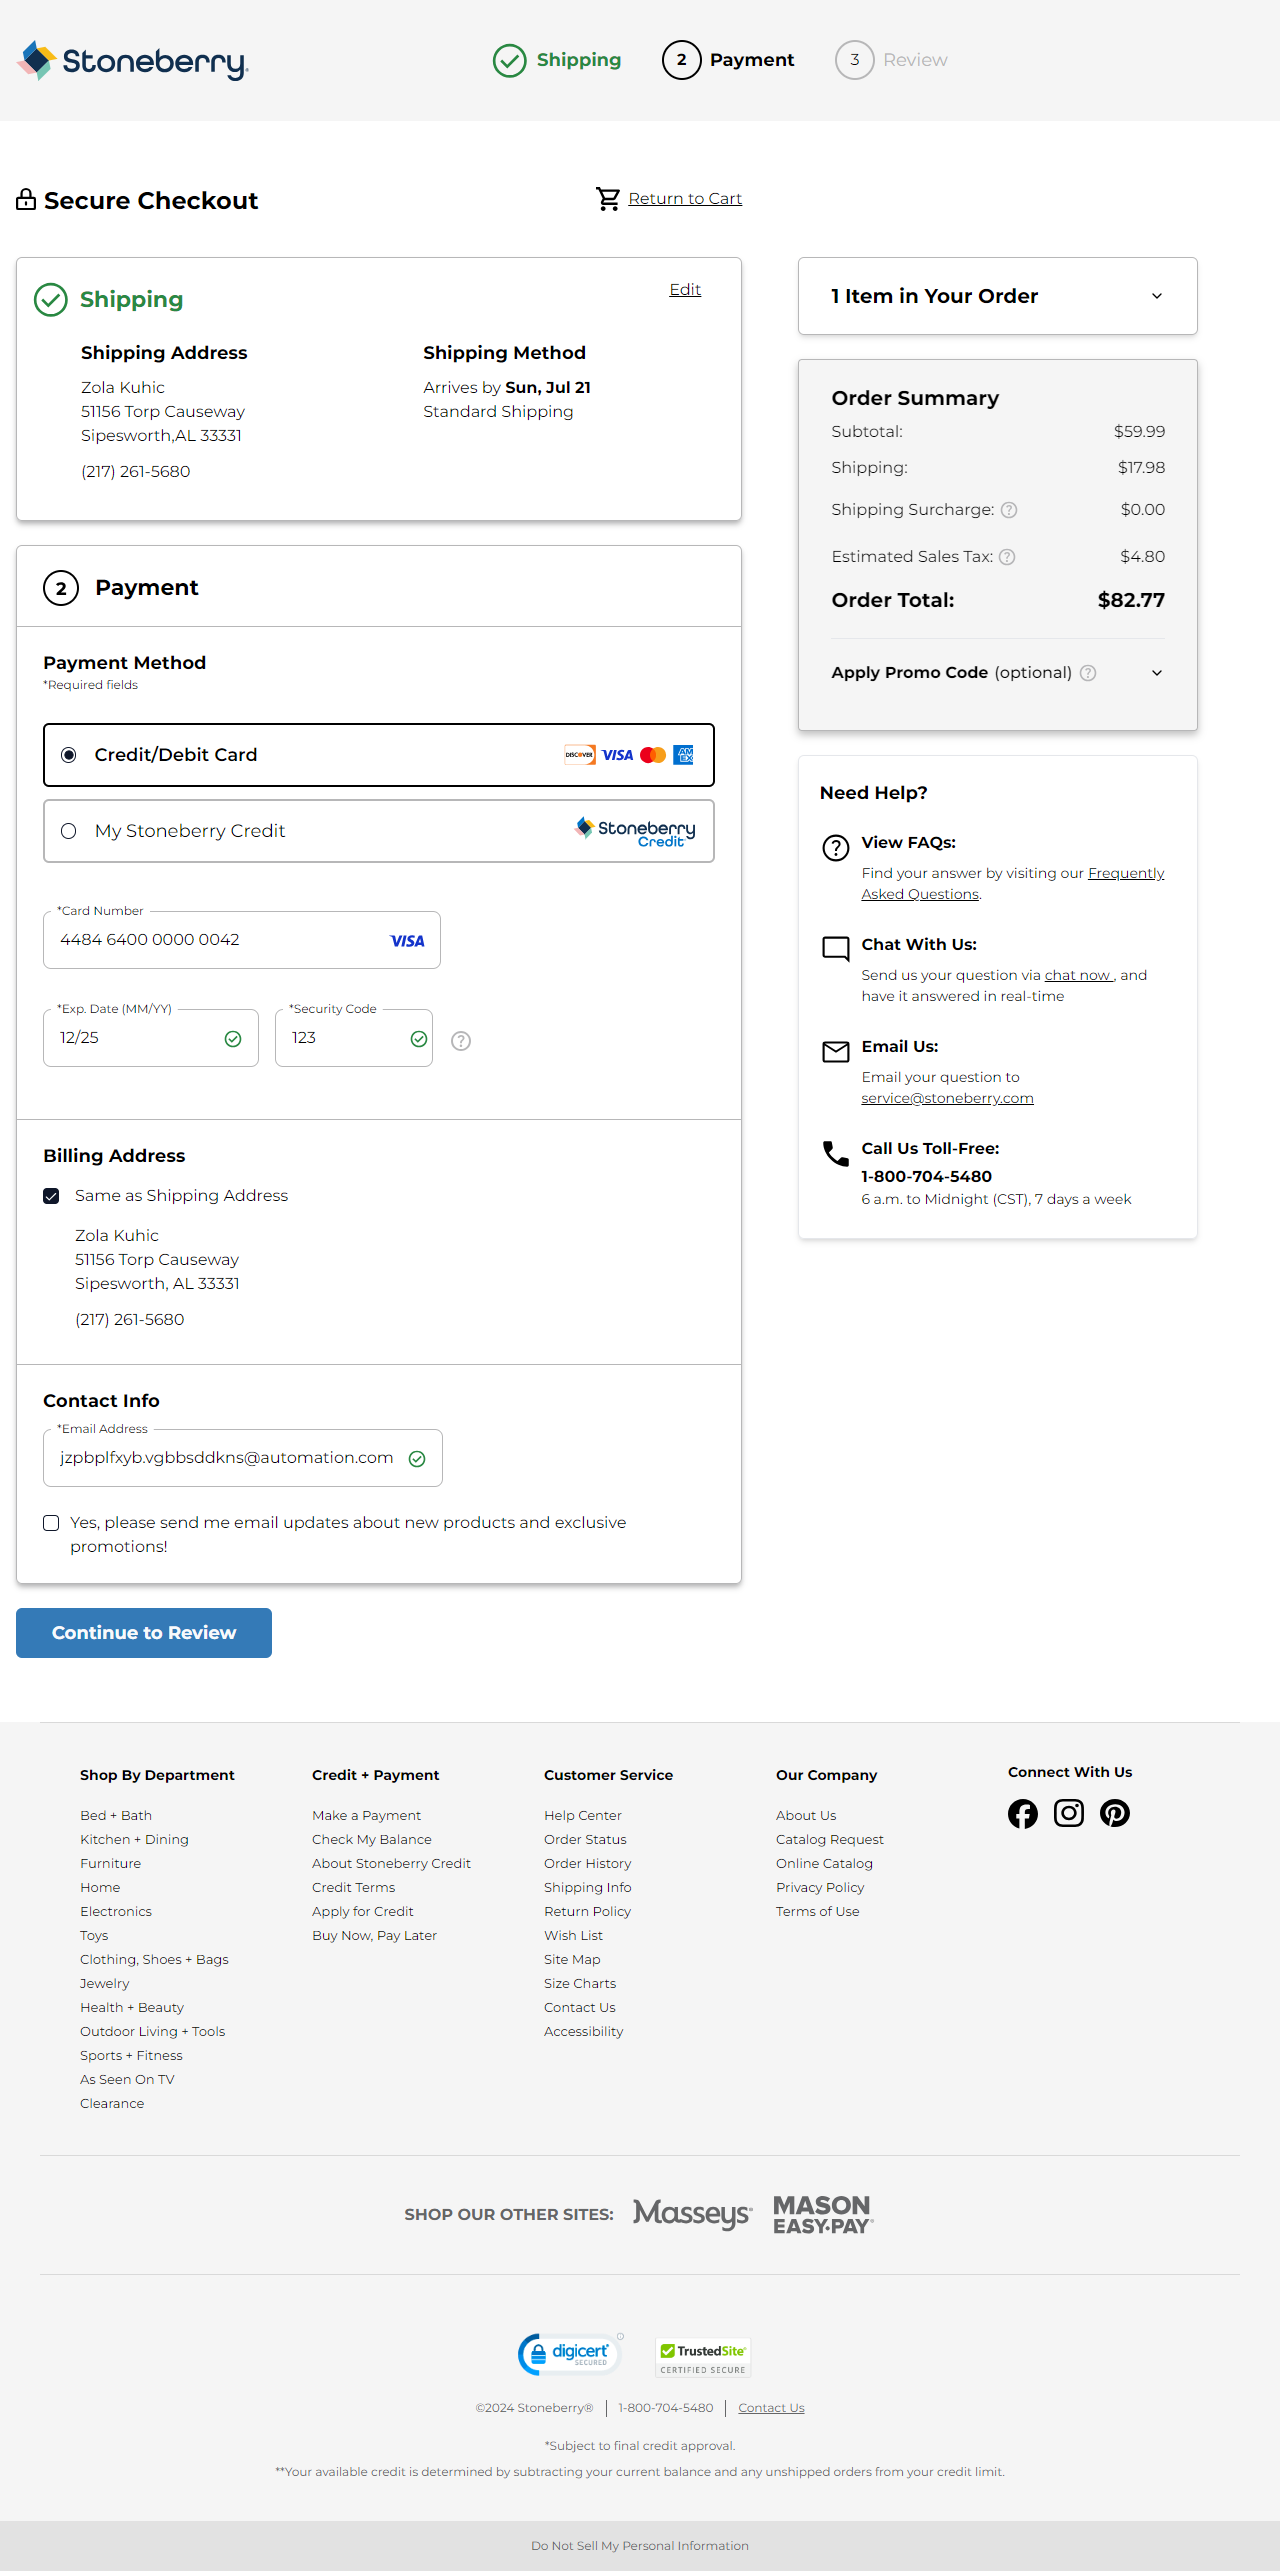 Stoneberry
Shipping
2 Payment
3 Review
Secure Checkout
Return to Cart
Shipping
Edit
Shipping Address
Zola Kuhic
51156 Torp Causeway
Sipesworth,AL 33331
(217) 261-5680
Shipping Method
Arrives by Sun, Jul 21
Standard Shipping
2 Payment
Payment Method
*Required fields
Credit/Debit Card
DISCOVER VISA AM EX
My Stoneberry Credit
Stoneberry
Credit
*Card Number
4484 6400 0000 0042
VISA
*Exp. Date (MM/YY)
12/25
*Security Code
123
?
Billing Address
Same as Shipping Address
Zola Kuhic
51156 Torp Causeway
Sipesworth, AL 33331
(217) 261-5680
Contact Info
*Email Address
jzpbplfxyb.vgbbsddkns@automation.com
Yes, please send me email updates about new products and exclusive
promotions!
Continue to Review
1 Item in Your Order
Order Summary
Subtotal: $59.99
Shipping: $17.98
Shipping Surcharge: ? $0.00
Estimated Sales Tax: ? $4.80
Order Total: $82.77
Apply Promo Code (optional) ?
Need Help?
? View FAQs:
Find your answer by visiting our Frequently
Asked Questions.
Chat With Us:
Send us your question via chat now , and
have it answered in real-time
Email Us:
Email your question to
service@stoneberry.com
Call Us Toll-Free:
1-800-704-5480
6 a.m. to Midnight (CST), 7 days a week
Shop By Department
Bed + Bath
Kitchen + Dining
Furniture
Home
Electronics
Toys
Clothing, Shoes + Bags
Jewelry
Health + Beauty
Outdoor Living + Tools
Sports + Fitness
As Seen On TV
Clearance
Credit + Payment
Make a Payment
Check My Balance
About Stoneberry Credit
Credit Terms
Apply for Credit
Buy Now, Pay Later
Customer Service
Help Center
Order Status
Order History
Shipping Info
Return Policy
Wish List
Site Map
Size Charts
Contact Us
Accessibility
Our Company
About Us
Catalog Request
Online Catalog
Privacy Policy
Terms of Use
Connect With Us
SHOP OUR OTHER SITES:
Masseys
MASON
EASY·PAY®
digicert
SECURED
TrustedSite
CERTIFIED SECURE
©2024 Stoneberry®
1-800-704-5480
Contact Us
*Subject to final credit approval.
**Your available credit is determined by subtracting your current balance and any unshipped orders from your credit limit.
Do Not Sell My Personal Information